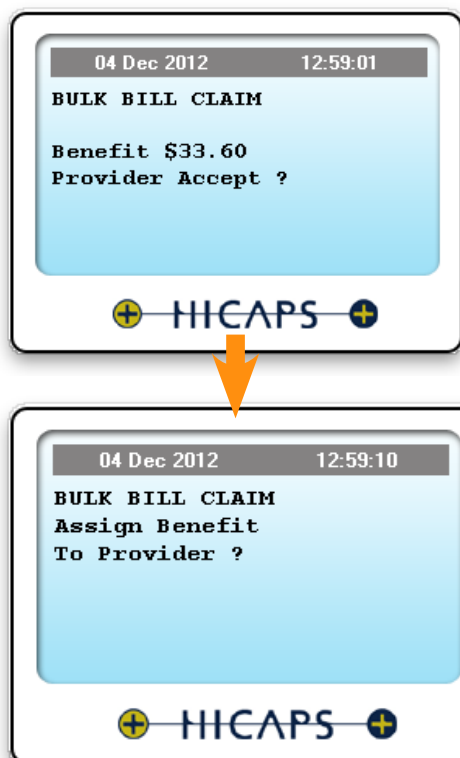 04 Dec 2012 12:59:01
BULK BILL CLAIM
Benefit $33.60
Provider Accept ?
HICAPS
04 Dec 2012 12:59:10
BULK BILL CLAIM
Assign Benefit
To Provider ?
HICAPS